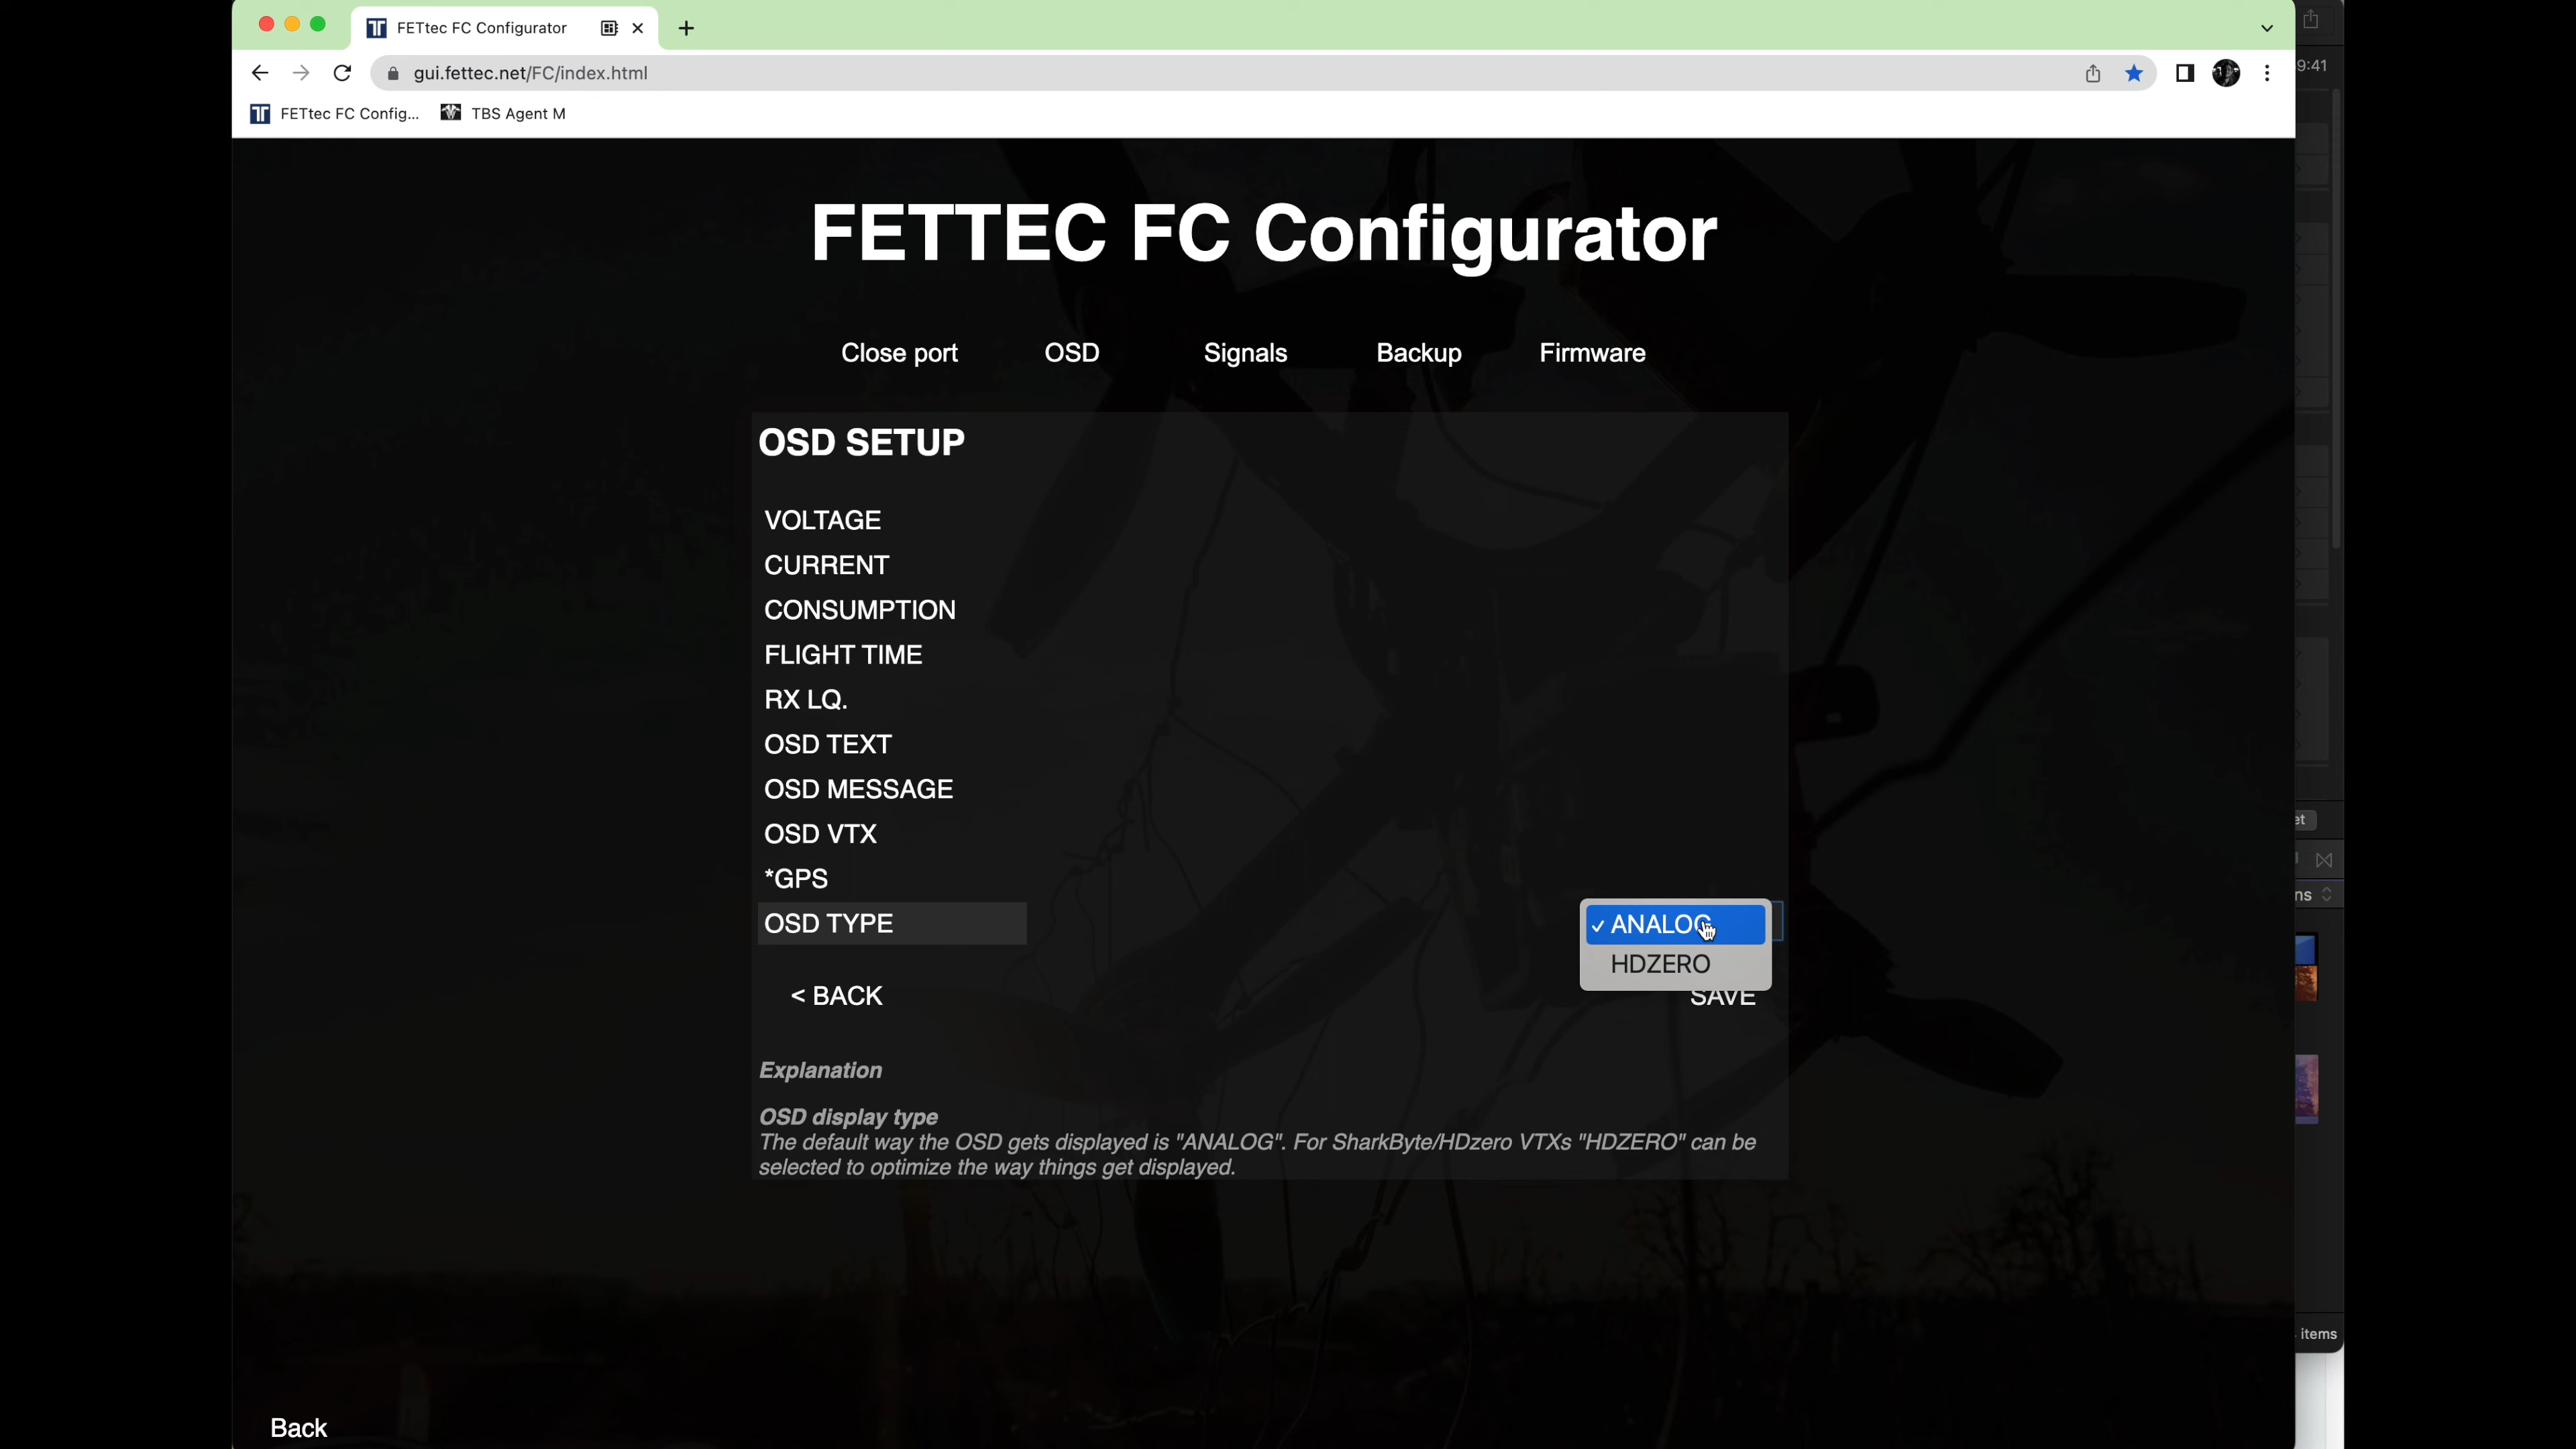 FETtec FC Configurator
9:41
gui.fettec.net/FC/index.html
FETtec FC Config...
TBS Agent M
FETTEC FC Configurator
Close port
OSD
Signals
Backup
Firmware
OSD SETUP
VOLTAGE
CURRENT
CONSUMPTION
FLIGHT TIME
RX LQ.
OSD TEXT
OSD MESSAGE
OSD VTX
*GPS
OSD TYPE
✓ ANALOG
HDZERO
< BACK
SAVE
Explanation
OSD display type
The default way the OSD gets displayed is "ANALOG". For SharkByte/HDzero VTXs "HDZERO" can be
selected to optimize the way things get displayed.
items
Back